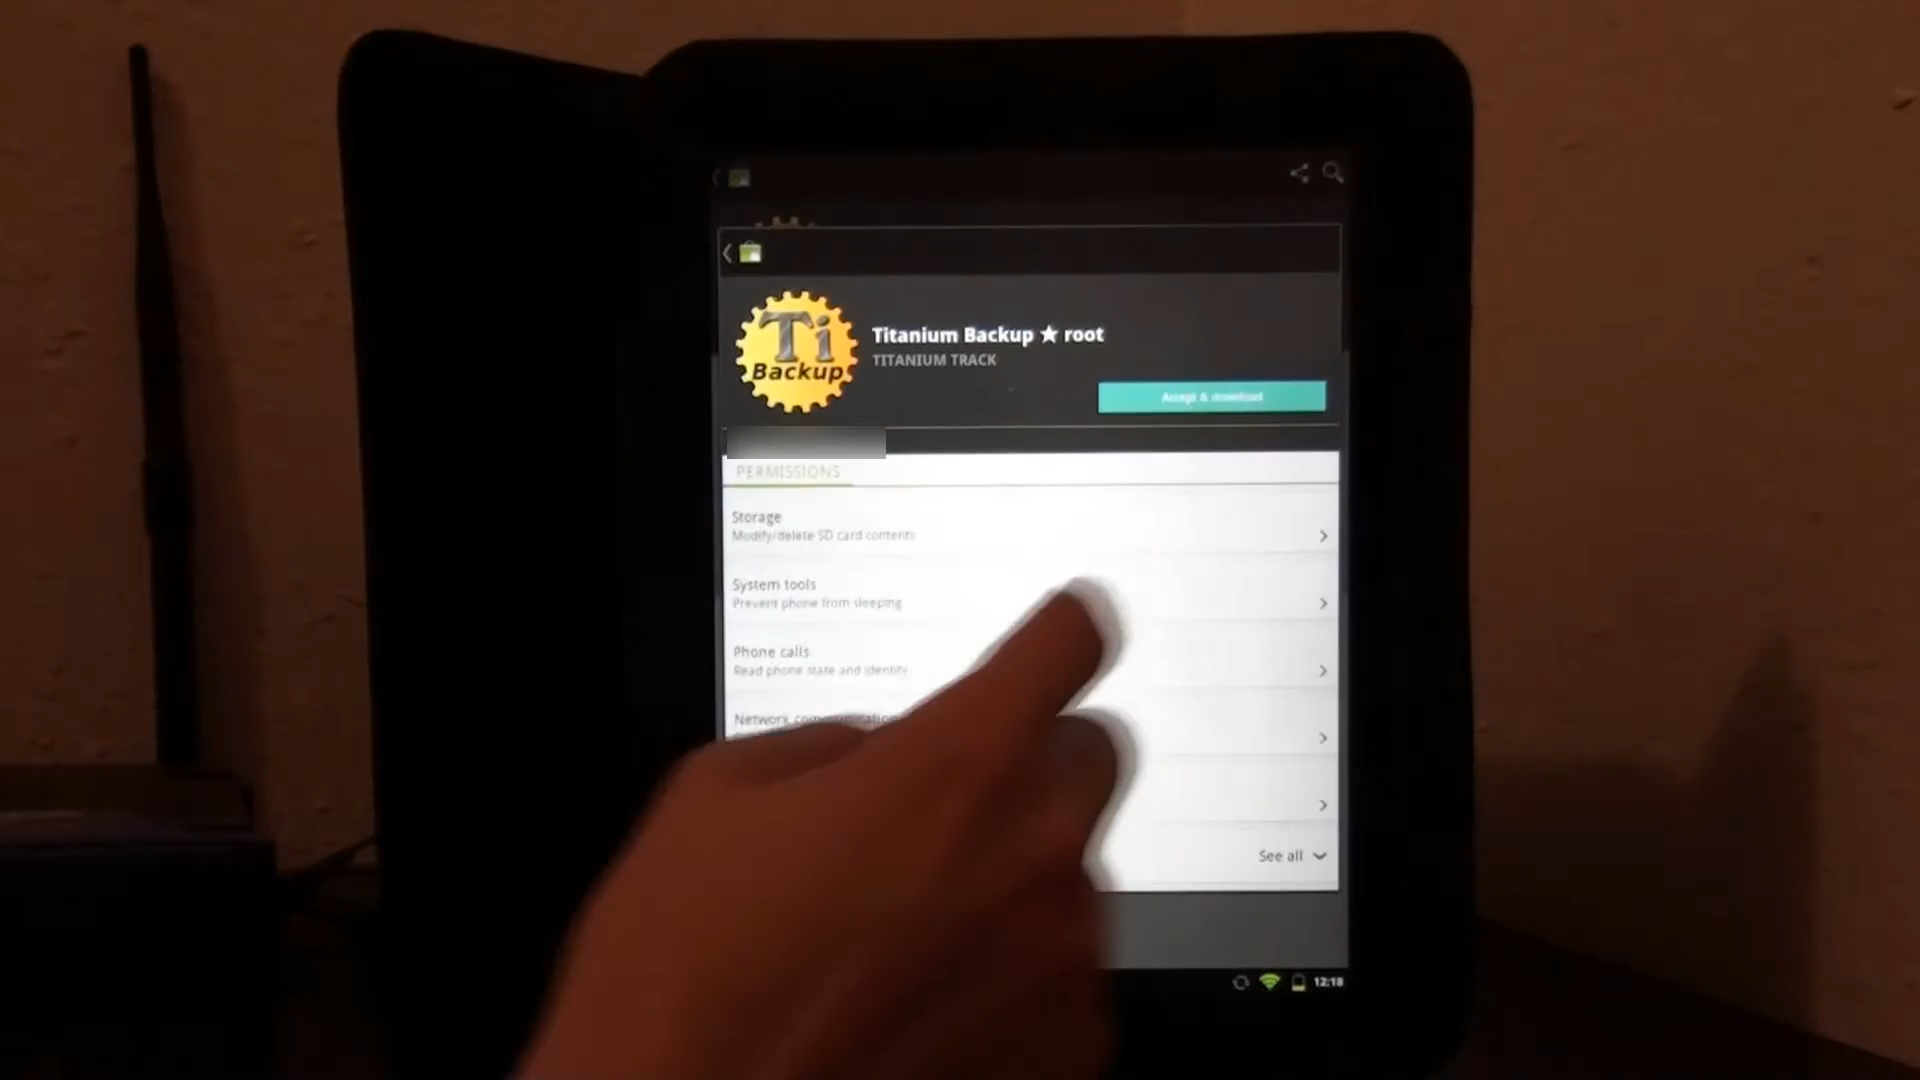 Ti
Backup
Titanium Backup ★ root
TITANIUM TRACK
Accept & download
PERMISSIONS
Storage
Modify/delete SD card contents
System tools
Prevent phone from sleeping
Phone calls
Read phone state and identity
Network communication
See all
12:18